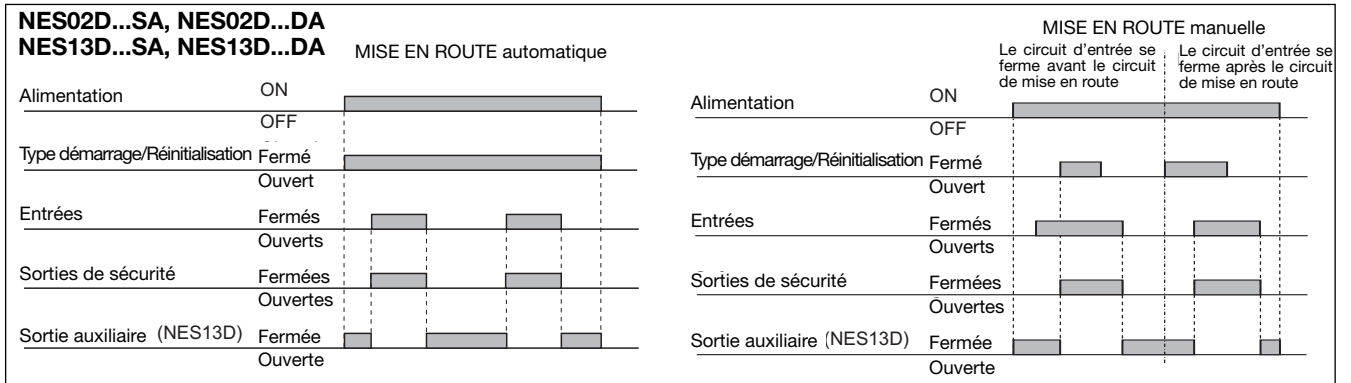 NES02D...SA, NES02D...DA
NES13D...SA, NES13D...DA
MISE EN ROUTE automatique
Alimentation
ON
OFF
Type démarrage/Réinitialisation
Fermé
Ouvert
Entrées
Fermés
Ouverts
Sorties de sécurité
Fermées
Ouvertes
Sortie auxiliaire (NES13D)
Fermée
Ouverte
MISE EN ROUTE manuelle
Le circuit d'entrée se
ferme avant le circuit
de mise en route
Le circuit d'entrée se
ferme après le circuit
de mise en route
Alimentation
ON
OFF
Type démarrage/Réinitialisation
Fermé
Ouvert
Entrées
Fermés
Ouverts
Sorties de sécurité
Fermées
Ouvertes
Sortie auxiliaire (NES13D)
Fermée
Ouverte